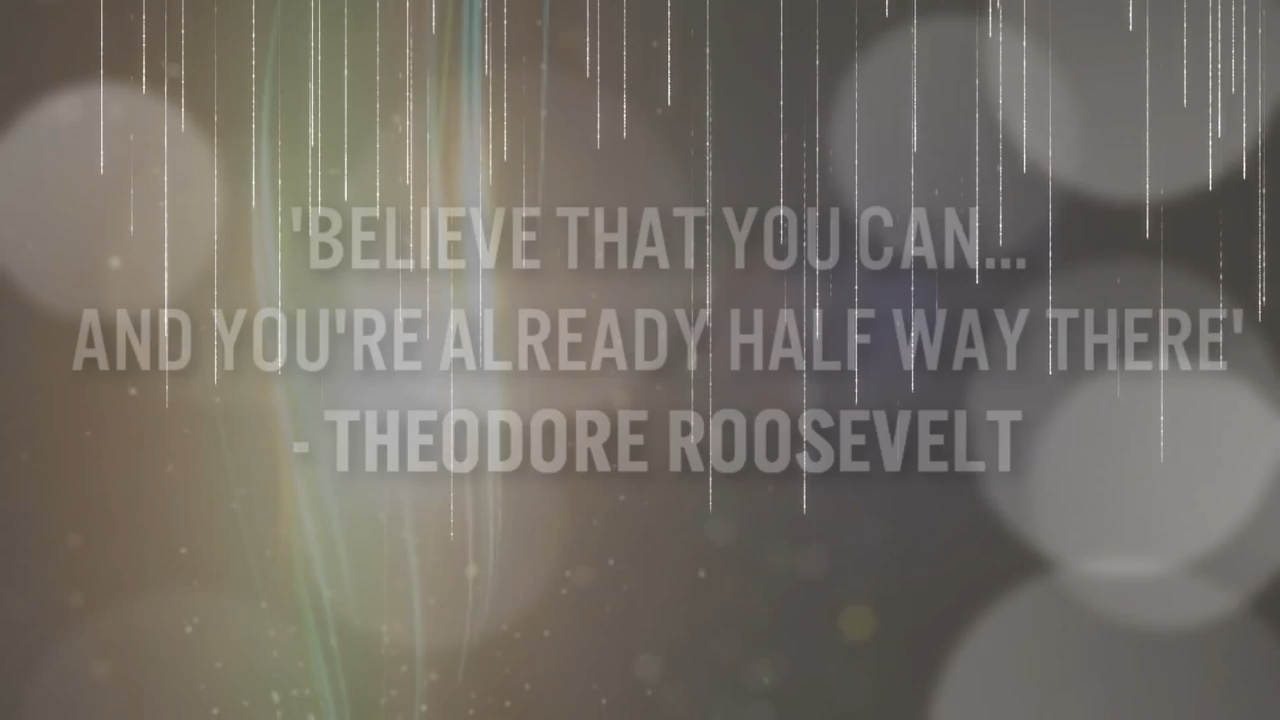 'BELIEVE THAT YOU CAN...
AND YOU'RE ALREADY HALF WAY THERE'
- THEODORE ROOSEVELT